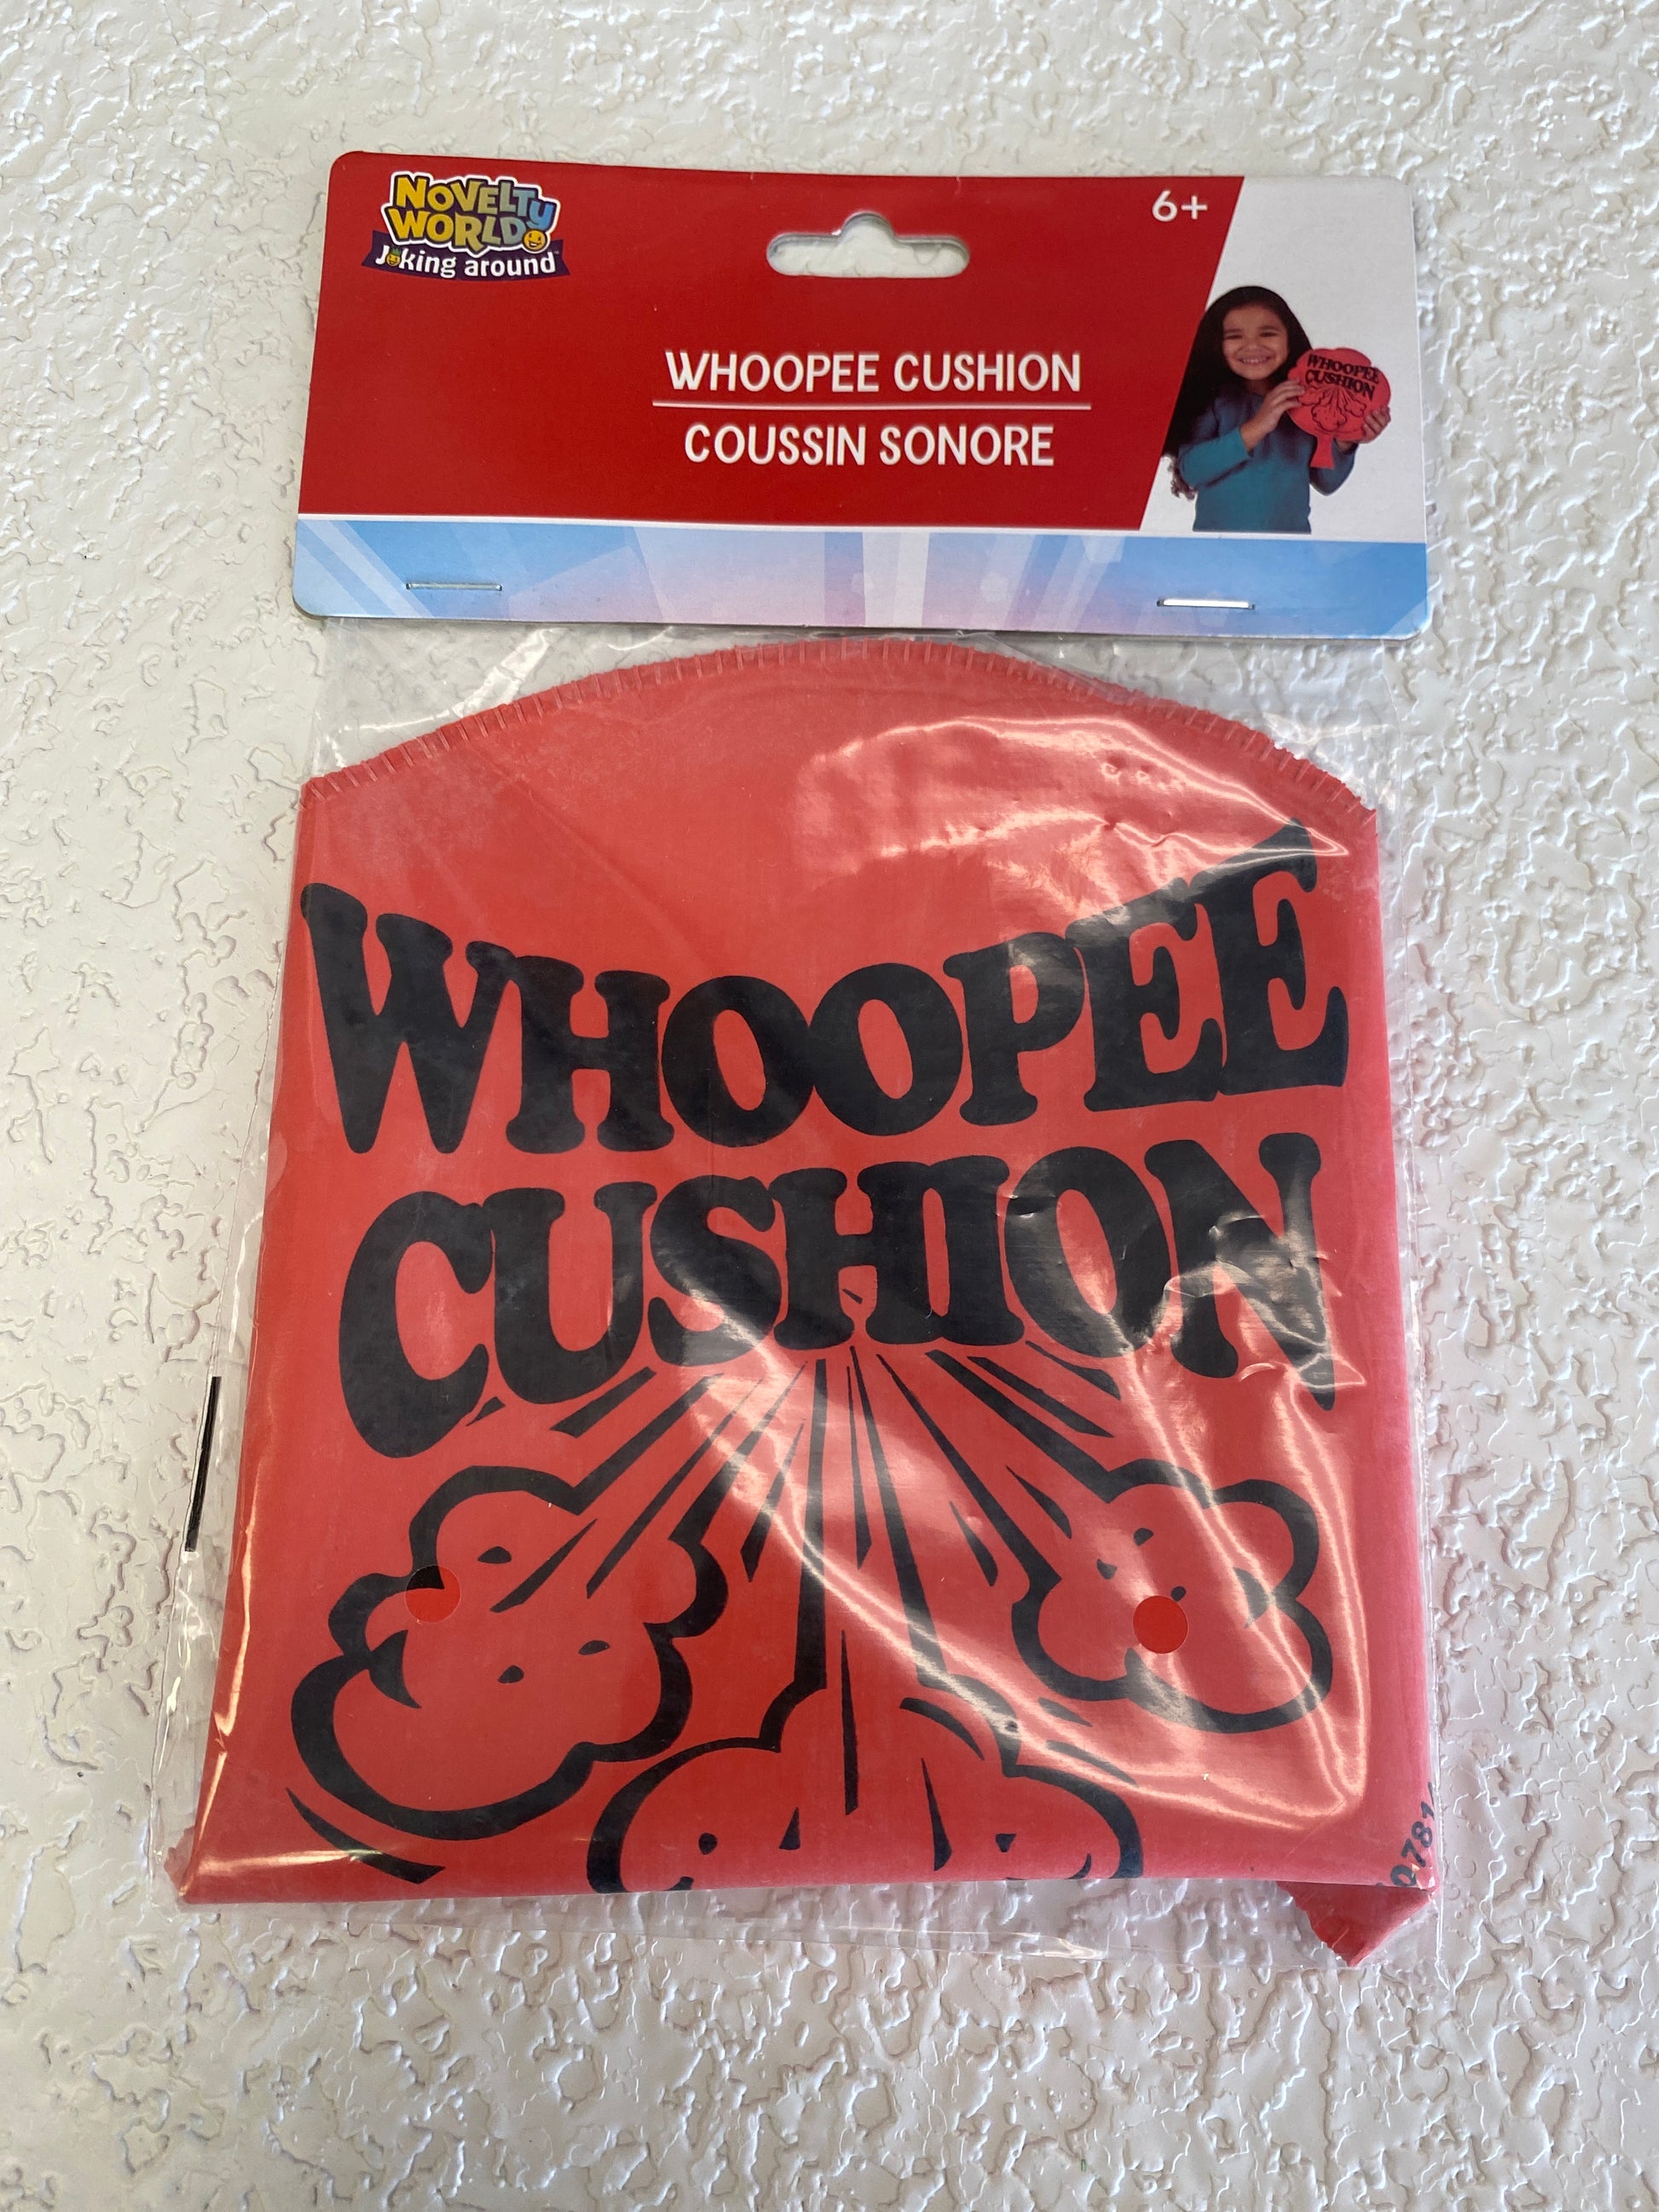 NOVELTY
WORLD
Joking around
6+
WHOOPEE CUSHION
COUSSIN SONORE
WHOOPEE
CUSHION
WHOOPEE
CUSHION